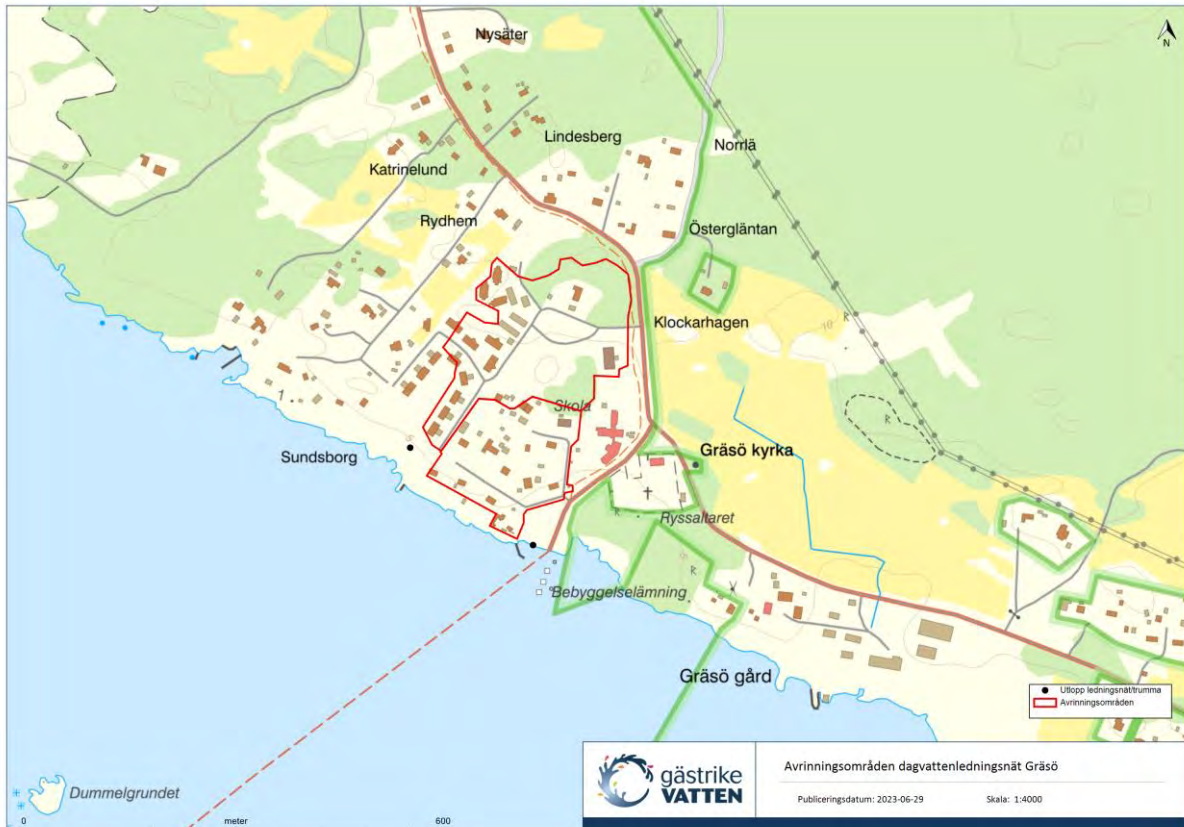 N
Nysäter
Lindesberg
Norrlä
Katrinelund
Rydhem
Östergläntan
Klockarhagen
10
R
R
Skola
Gräsö kyrka
Sundsborg
Ryssaltaret
R
R
Bebyggelselämning
Gräsö gård
Utlopp ledningsnät/trumma
Avrinningsområden
Dummelgrundet
0 meter 600
gästrike
VATTEN
Avrinningsområden dagvattenledningsnät Gräsö
Publiceringsdatum: 2023-06-29 Skala: 1:4000